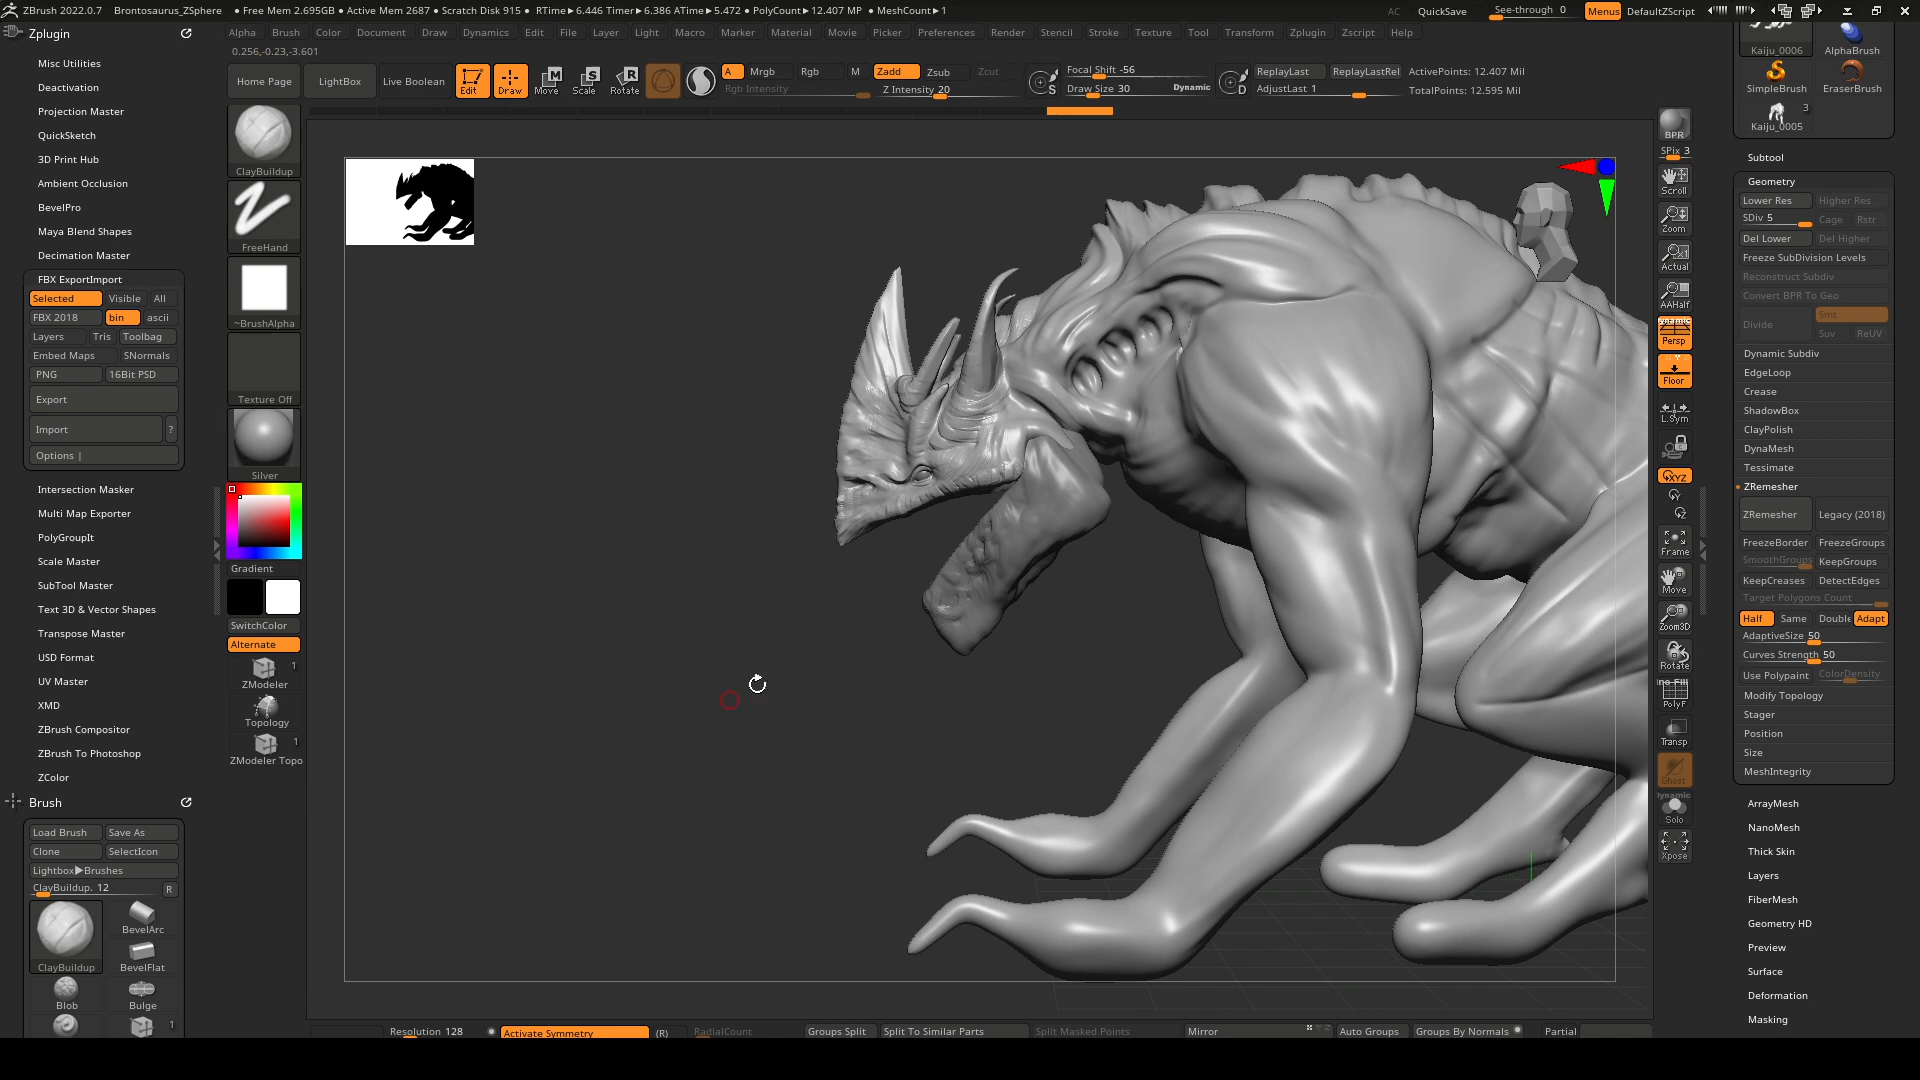 ZBrush 2022.0.7 Brontosaurus_ZSphere • Free Mem 2.695GB • Active Mem 2687 • Scratch Disk 915 • RTime▶6.446 Timer▶6.386 ATime▶5.472 • PolyCount▶12.407 MP • MeshCount▶1 AC QuickSave See-through 0 Menus DefaultZScript
Alpha Brush Color Document Draw Dynamics Edit File Layer Light Macro Marker Material Movie Picker Preferences Render Stencil Stroke Texture Tool Transform Zplugin Zscript Help
0.256,-0.23,-3.601
Home Page LightBox Live Boolean Edit Draw Move Scale Rotate A Mrgb Rgb M Zadd Zsub Zcut Focal Shift -56 ReplayLast ReplayLastRel ActivePoints: 12.407 Mil
Rgb Intensity Z Intensity 20 S Draw Size 30 Dynamic D AdjustLast 1 TotalPoints: 12.595 Mil
Zplugin
Misc Utilities
Deactivation
Projection Master
QuickSketch
3D Print Hub
Ambient Occlusion
BevelPro
Maya Blend Shapes
Decimation Master
FBX ExportImport
Selected Visible All
FBX 2018 bin ascii
Layers Tris Toolbag
Embed Maps SNormals
PNG 16Bit PSD
Export
Import ?
Options |
Intersection Masker
Multi Map Exporter
PolyGroupIt
Scale Master
SubTool Master
Text 3D & Vector Shapes
Transpose Master
USD Format
UV Master
XMD
ZBrush Compositor
ZBrush To Photoshop
ZColor
Brush
Load Brush Save As
Clone SelectIcon
Lightbox▶Brushes
ClayBuildup. 12 R
ClayBuildup BevelArc
BevelFlat
Blob Bulge
1
ClayBuildup
FreeHand
~BrushAlpha
Texture Off
Silver
Gradient
SwitchColor
Alternate
1
ZModeler
Topology
1
ZModeler Topo
BPR
SPix 3
Scroll
Zoom
Actual
AAHalf
Dynamic
Persp
Floor
L.Sym
XYZ
Y
Z
Frame
Move
Zoom3D
Rotate
PolyF
Transp
Ghost
Dynamic
Solo
Xpose
Kaiju_0006 AlphaBrush
SimpleBrush EraserBrush
3
Kaiju_0005
Subtool
Geometry
Lower Res Higher Res
SDiv 5 Cage Rstr
Del Lower Del Higher
Freeze SubDivision Levels
Reconstruct Subdiv
Convert BPR To Geo
Divide Smt
Suv ReUV
Dynamic Subdiv
EdgeLoop
Crease
ShadowBox
ClayPolish
DynaMesh
Tessimate
ZRemesher
ZRemesher Legacy (2018)
FreezeBorder FreezeGroups
SmoothGroups KeepGroups
KeepCreases DetectEdges
Target Polygons Count
Half Same Double Adapt
AdaptiveSize 50
Curves Strength 50
Use Polypaint ColorDensity
Modify Topology
Stager
Position
Size
MeshIntegrity
ArrayMesh
NanoMesh
Thick Skin
Layers
FiberMesh
Geometry HD
Preview
Surface
Deformation
Masking
Resolution 128 Activate Symmetry (R) RadialCount Groups Split Split To Similar Parts Split Masked Points Mirror Auto Groups Groups By Normals Partial